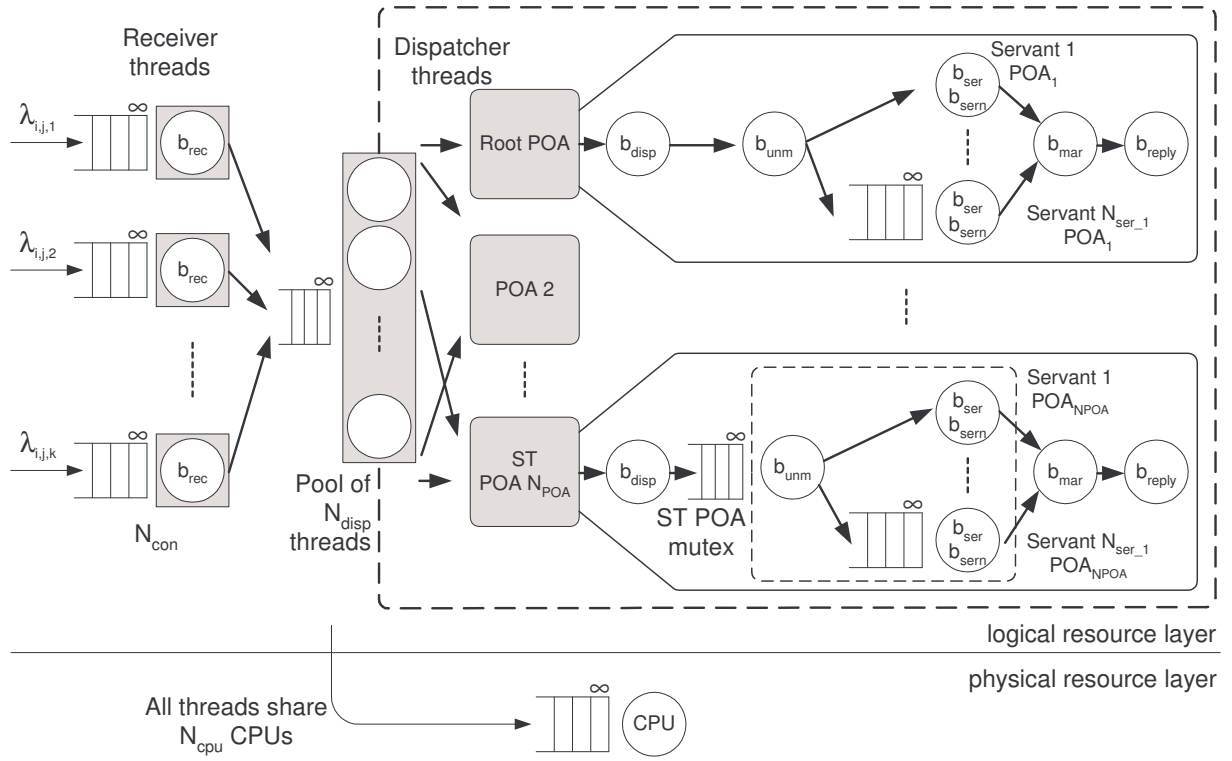 Receiver
threads
λi,j,1
∞
brec
λi,j,2
∞
brec
λi,j,k
∞
brec
Ncon
∞
Pool of
Ndisp
threads
Dispatcher
threads
Root POA
POA 2
ST
POA NPOA
bdisp
bunm
Servant 1
POA1
bser
bsern
∞
bser
bsern
Servant Nser_1
POA1
bmar
breply
bdisp
∞
ST POA
mutex
bunm
Servant 1
POANPOA
bser
bsern
∞
bser
bsern
Servant Nser_1
POANPOA
bmar
breply
logical resource layer
physical resource layer
All threads share
Ncpu CPUs
∞
CPU